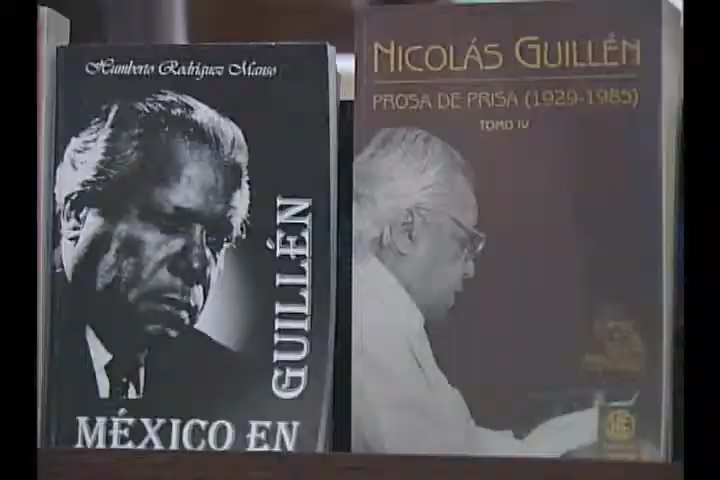 Humberto Rodríguez Manso
MÉXICO EN
GUILLÉN
NICOLÁS GUILLÉN
PROSA DE PRISA (1929-1985)
TOMO IV